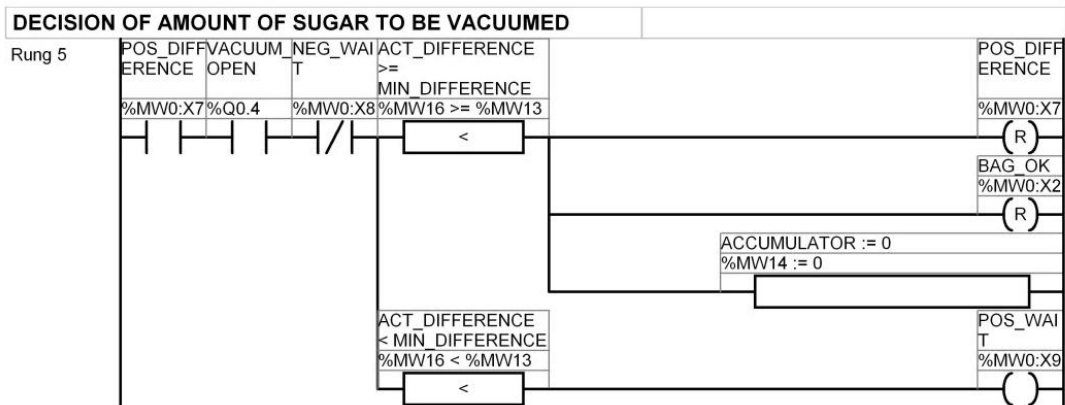 DECISION OF AMOUNT OF SUGAR TO BE VACUUMED
Rung 5
POS_DIFF
ERENCE
%MW0:X7
VACUUM_
OPEN
%Q0.4
NEG_WAI
T
%MW0:X8
ACT_DIFFERENCE
>=
MIN_DIFFERENCE
%MW16 >= %MW13
<
POS_DIFF
ERENCE
%MW0:X7
R
BAG_OK
%MW0:X2
R
ACCUMULATOR := 0
%MW14 := 0
ACT_DIFFERENCE
< MIN_DIFFERENCE
%MW16 < %MW13
<
POS_WAI
T
%MW0:X9